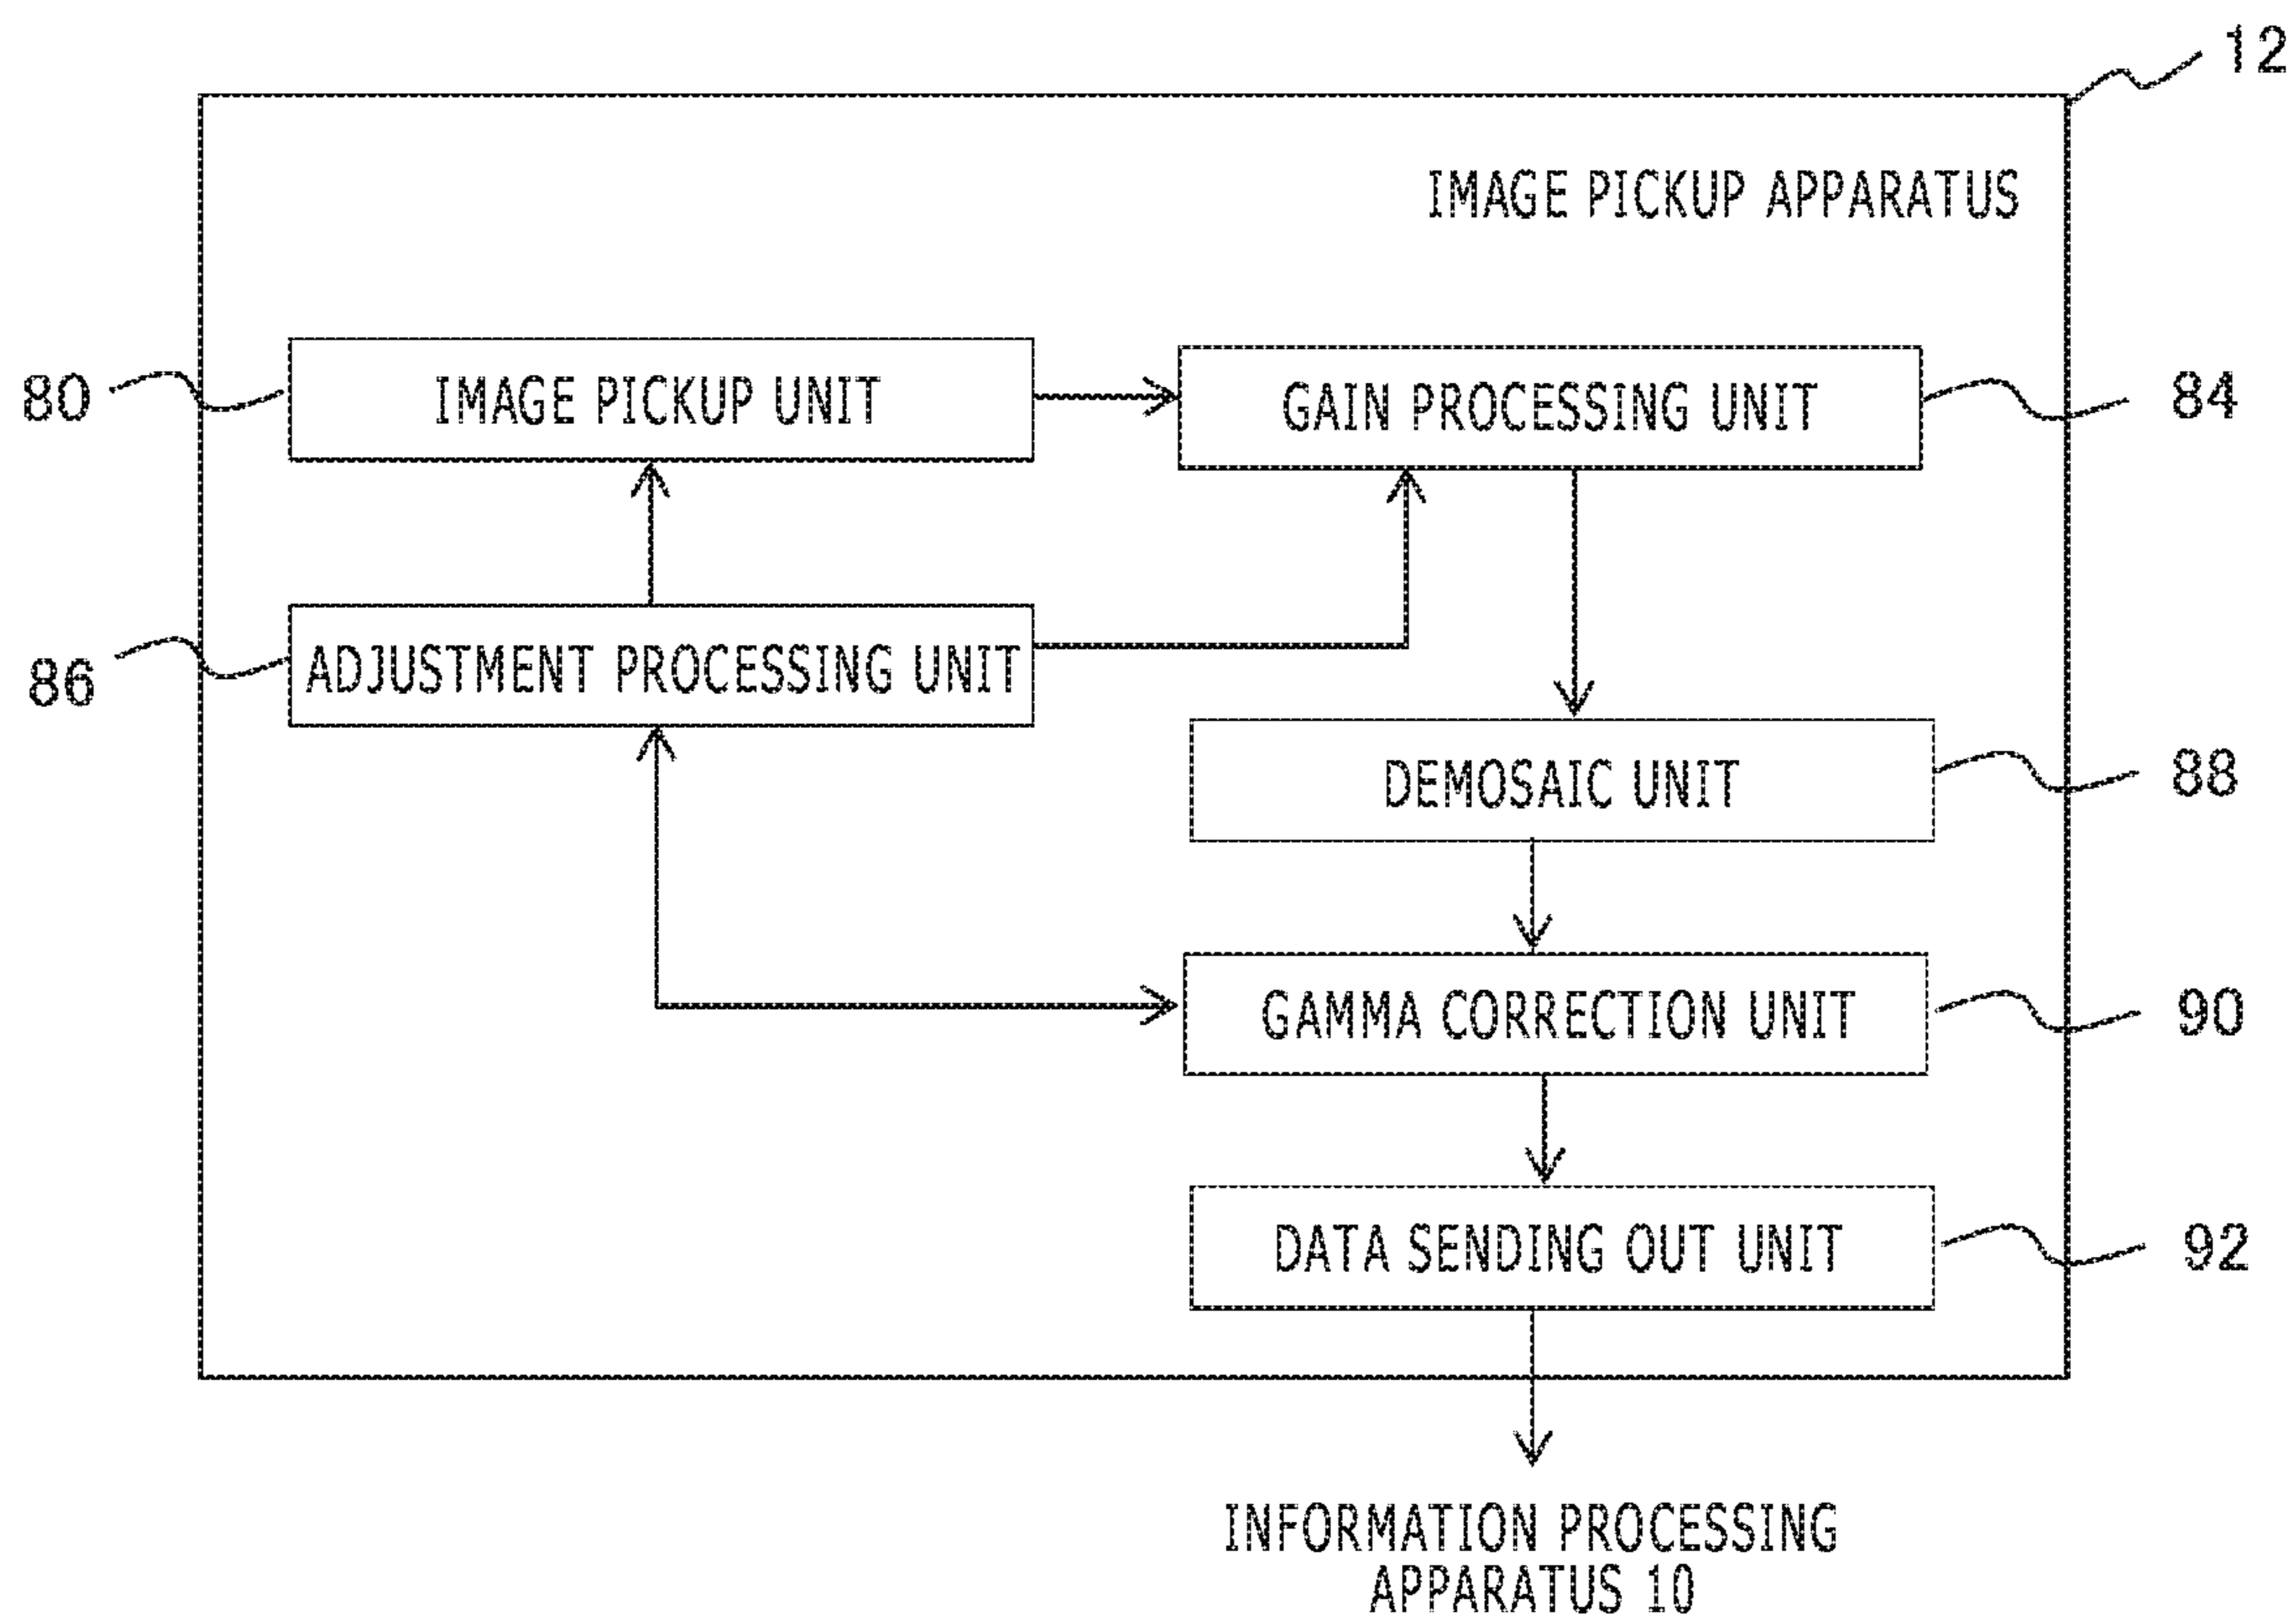 12
IMAGE PICKUP APPARATUS
80
IMAGE PICKUP UNIT
GAIN PROCESSING UNIT
84
86
ADJUSTMENT PROCESSING UNIT
DEMOSAIC UNIT
88
GAMMA CORRECTION UNIT
90
DATA SENDING OUT UNIT
92
INFORMATION PROCESSING
APPARATUS 10